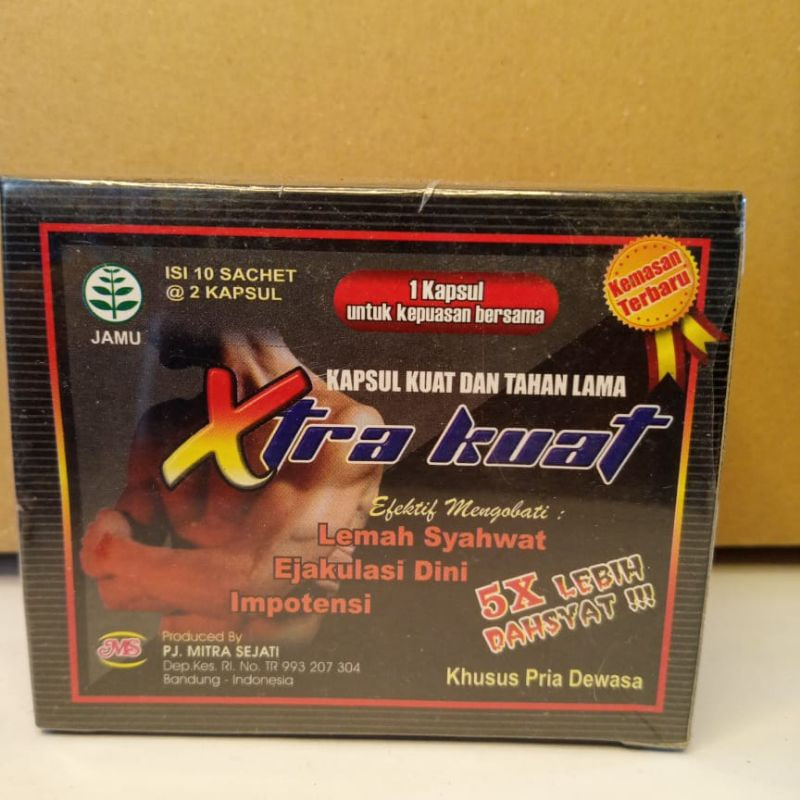 JAMU
ISI 10 SACHET
@ 2 KAPSUL
1 Kapsul
untuk kepuasan bersama
Kemasan
Terbaru
KAPSUL KUAT DAN TAHAN LAMA
Xtra kuat
Efektif Mengobati :
Lemah Syahwat
Ejakulasi Dini
Impotensi
5X LEBIH
DAHSYAT !!!
MS
Produced By
PJ. MITRA SEJATI
Dep.Kes. RI. No. TR 993 207 304
Bandung - Indonesia
Khusus Pria Dewasa